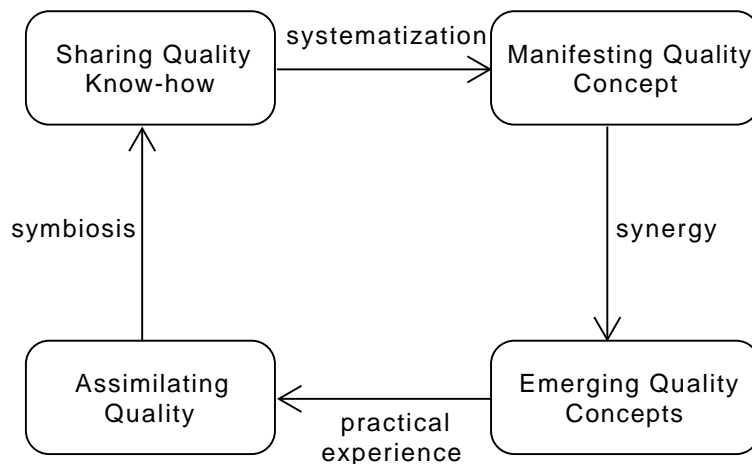 Sharing Quality
Know-how
systematization
Manifesting Quality
Concept
symbiosis
synergy
Assimilating
Quality
practical
experience
Emerging Quality
Concepts